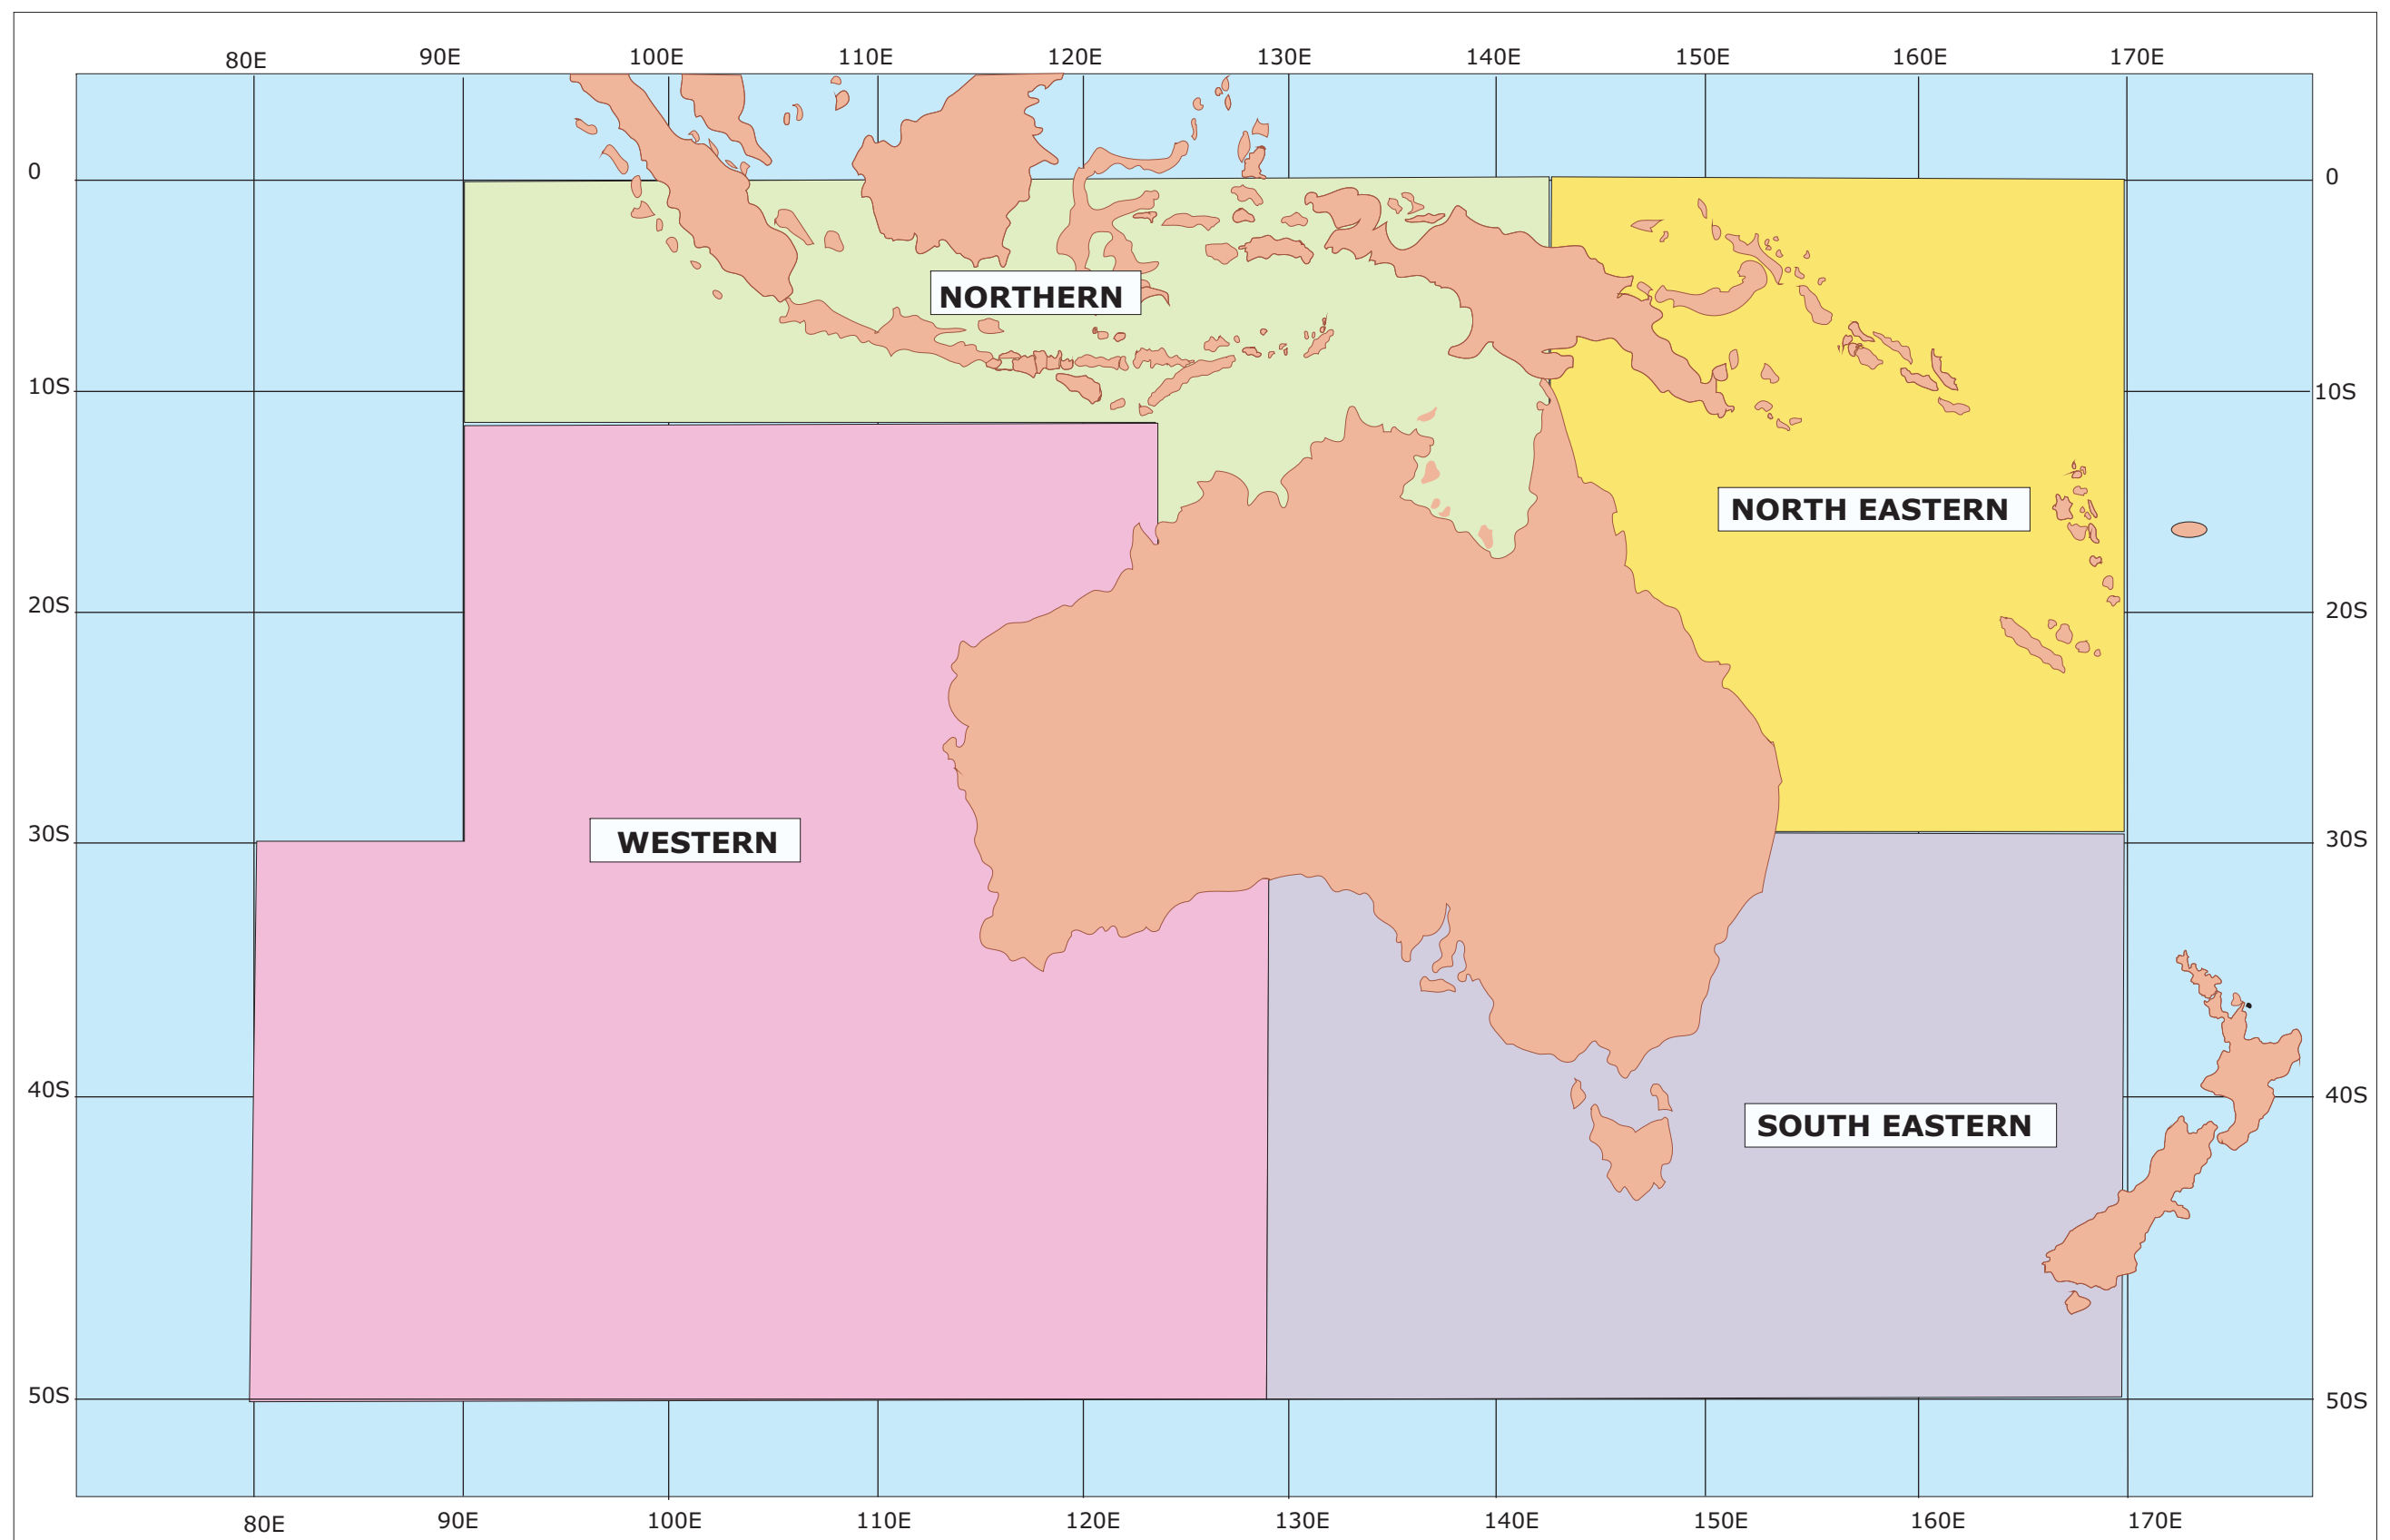 80E 90E 100E 110E 120E 130E 140E 150E 160E 170E
0 0
NORTHERN
10S 10S
NORTH EASTERN
20S 20S
30S WESTERN 30S
40S 40S
SOUTH EASTERN
50S 50S
80E 90E 100E 110E 120E 130E 140E 150E 160E 170E